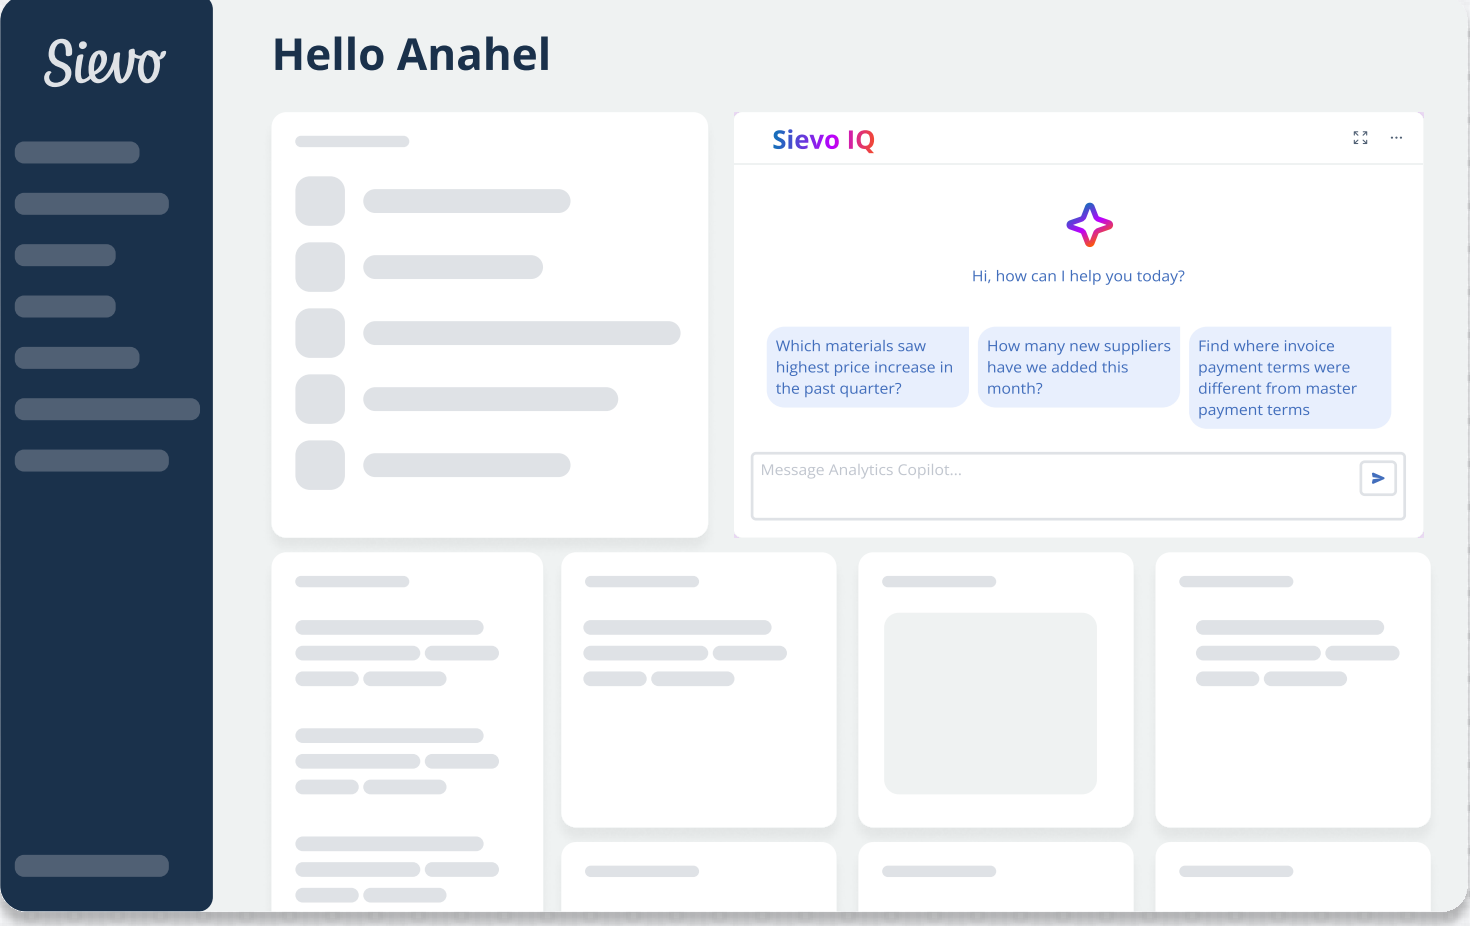 Sievo
Hello Anahel
Sievo IQ
Hi, how can I help you today?
Which materials saw
highest price increase in
the past quarter?
How many new suppliers
have we added this
month?
Find where invoice
payment terms were
different from master
payment terms
Message Analytics Copilot...